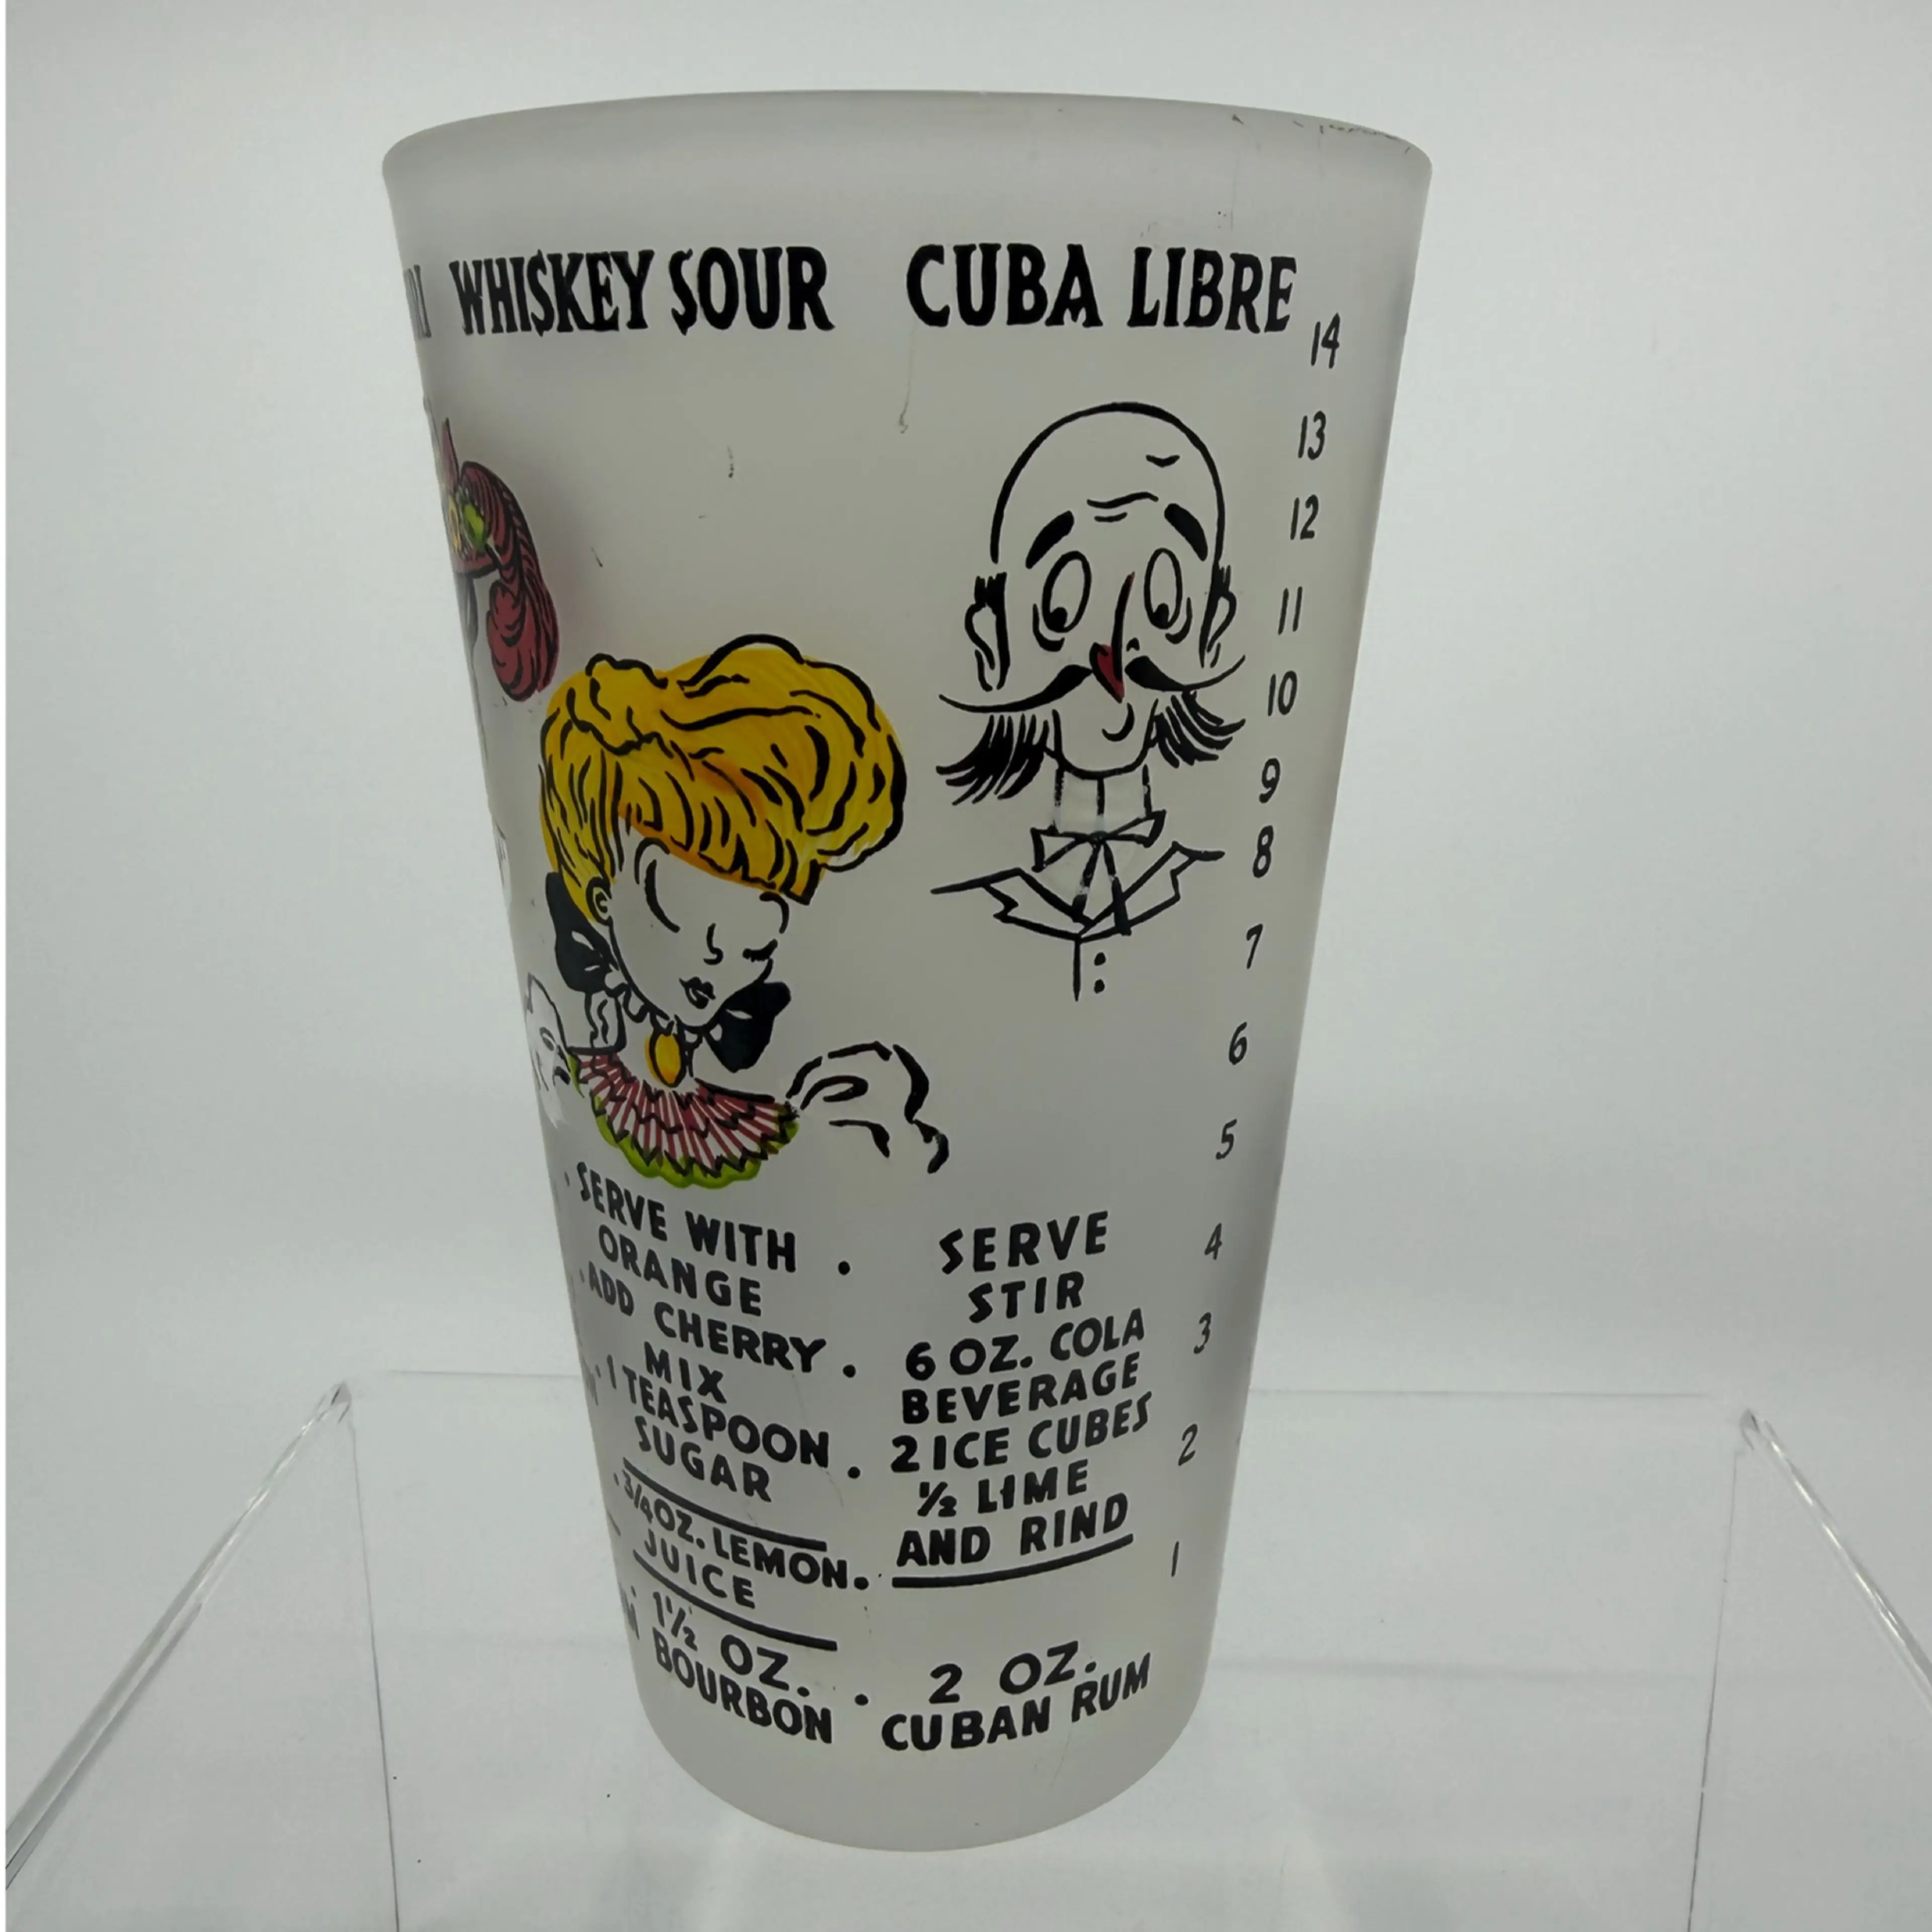 WHISKEY SOUR
SERVE WITH
ORANGE
ADD CHERRY
MIX
1 TEASPOON
SUGAR
3/4 OZ. LEMON
JUICE
1 1/2 OZ.
BOURBON
CUBA LIBRE
SERVE
STIR
6 OZ. COLA
BEVERAGE
2 ICE CUBES
1/2 LIME
AND RIND
2 OZ.
CUBAN RUM
14
13
12
11
10
9
8
7
6
5
4
3
2
1